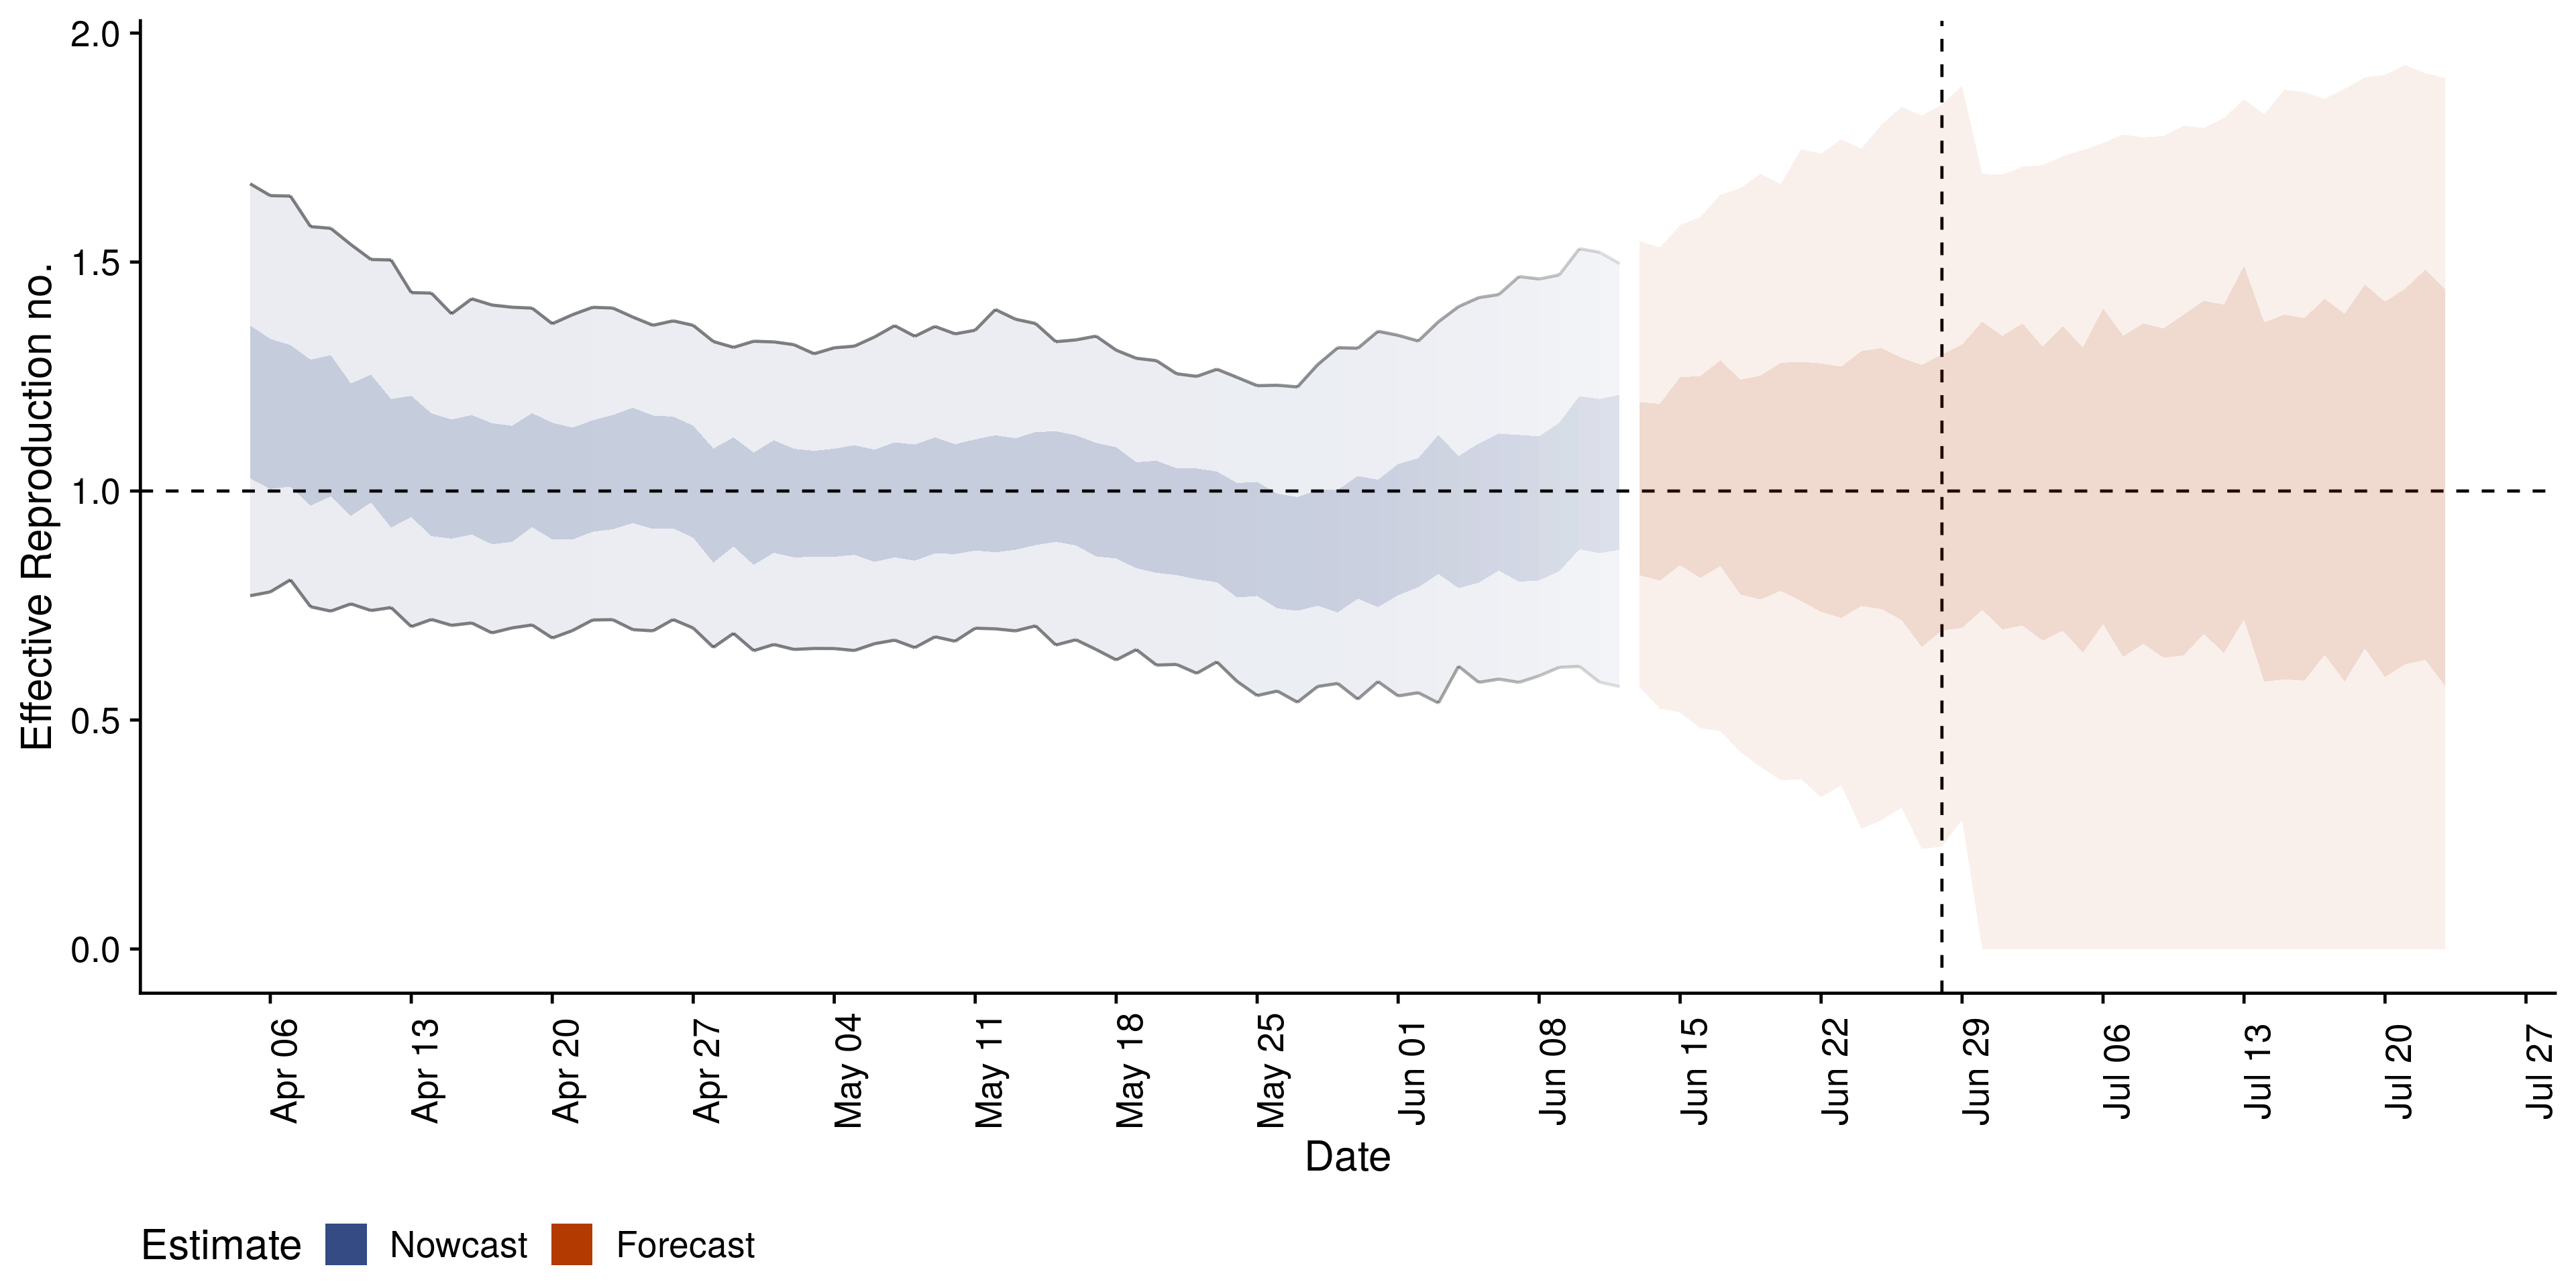 Effective Reproduction no.
2.0
1.5
1.0
0.5
0.0
Apr 06
Apr 13
Apr 20
Apr 27
May 04
May 11
May 18
May 25
Jun 01
Jun 08
Jun 15
Jun 22
Jun 29
Jul 06
Jul 13
Jul 20
Jul 27
Date
Estimate Nowcast Forecast